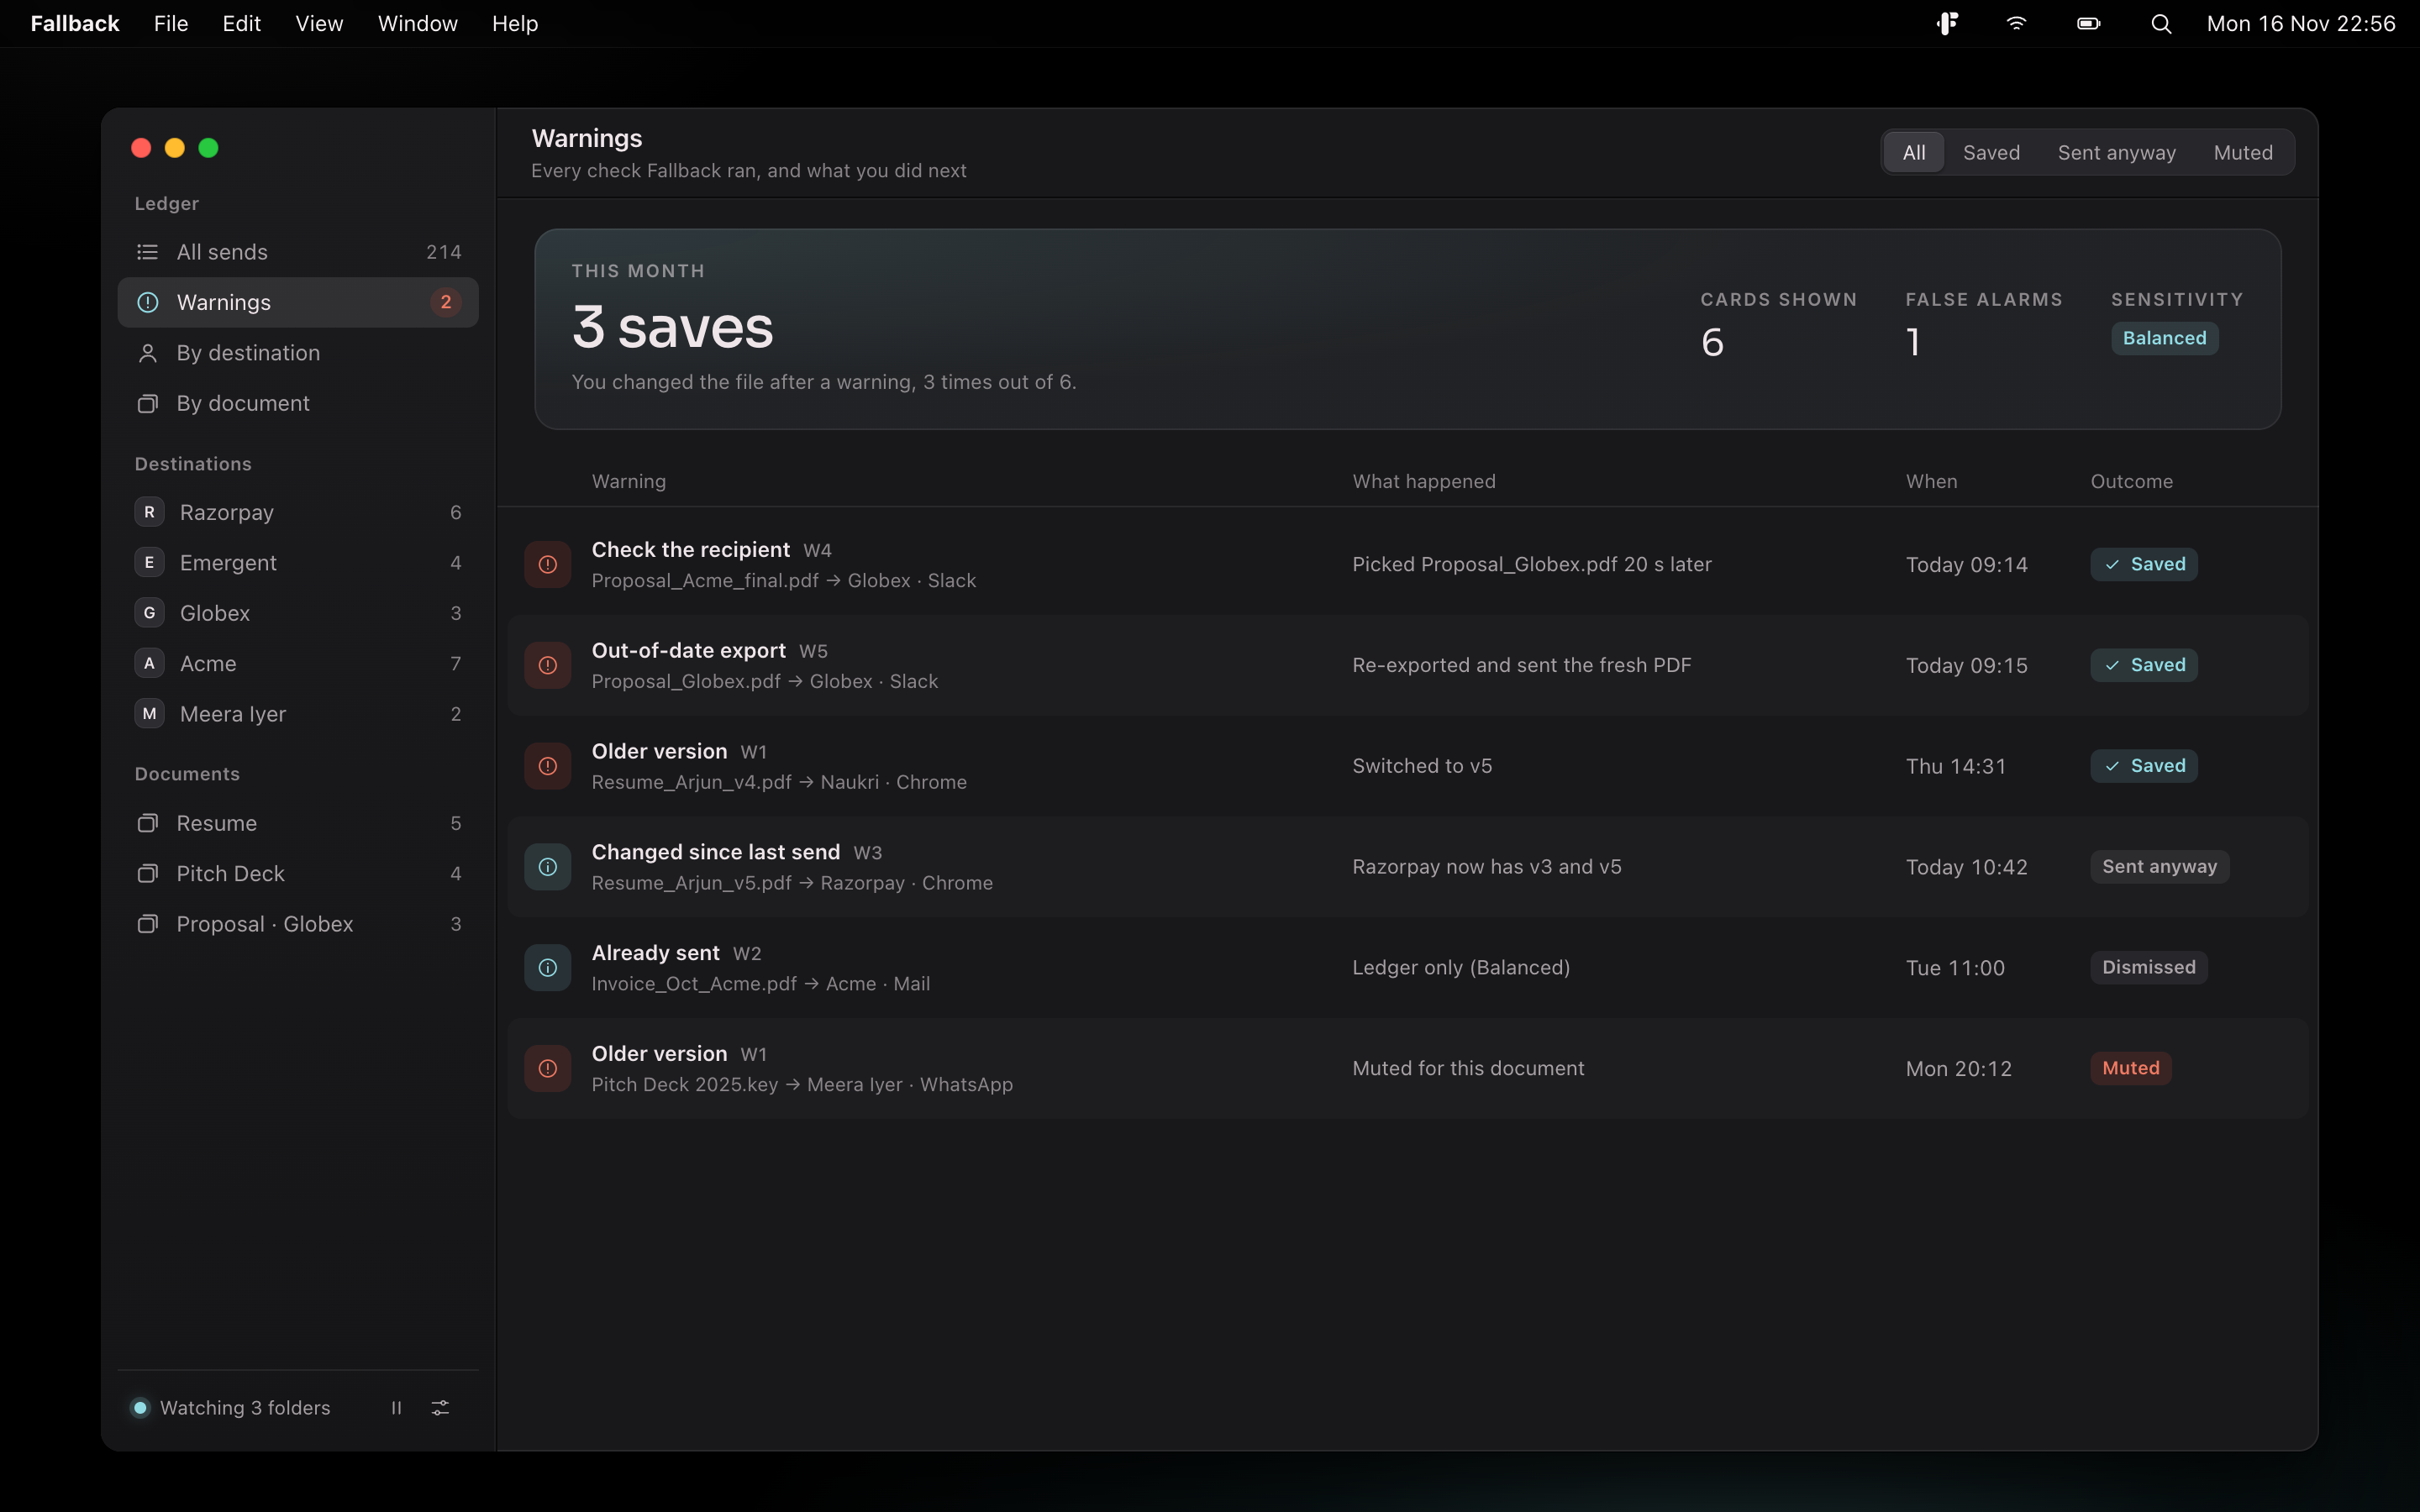 Fallback File Edit View Window Help Mon 16 Nov 22:56
Ledger
All sends 214
Warnings 2
By destination
By document
Destinations
R Razorpay 6
E Emergent 4
G Globex 3
A Acme 7
M Meera Iyer 2
Documents
Resume 5
Pitch Deck 4
Proposal · Globex 3
Watching 3 folders
Warnings
Every check Fallback ran, and what you did next
All Saved Sent anyway Muted
THIS MONTH
3 saves
You changed the file after a warning, 3 times out of 6.
CARDS SHOWN
6
FALSE ALARMS
1
SENSITIVITY
Balanced
Warning What happened When Outcome
Check the recipient W4
Proposal_Acme_final.pdf → Globex · Slack
Picked Proposal_Globex.pdf 20 s later
Today 09:14
Saved
Out-of-date export W5
Proposal_Globex.pdf → Globex · Slack
Re-exported and sent the fresh PDF
Today 09:15
Saved
Older version W1
Resume_Arjun_v4.pdf → Naukri · Chrome
Switched to v5
Thu 14:31
Saved
Changed since last send W3
Resume_Arjun_v5.pdf → Razorpay · Chrome
Razorpay now has v3 and v5
Today 10:42
Sent anyway
Already sent W2
Invoice_Oct_Acme.pdf → Acme · Mail
Ledger only (Balanced)
Tue 11:00
Dismissed
Older version W1
Pitch Deck 2025.key → Meera Iyer · WhatsApp
Muted for this document
Mon 20:12
Muted